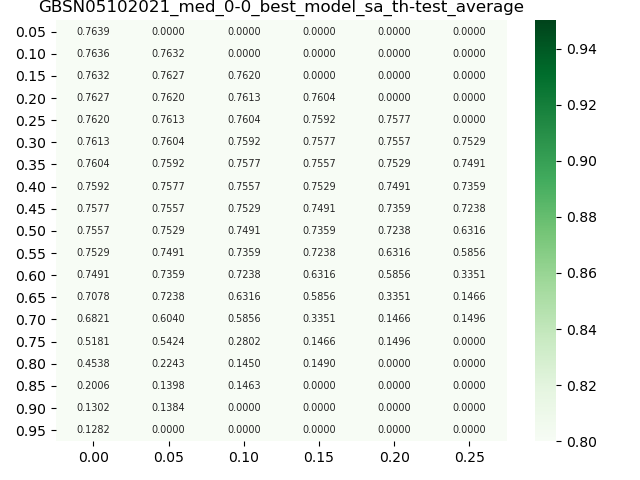 GBSN05102021_med_0-0_best_model_sa_th-test_average
0.05 0.7639 0.0000 0.0000 0.0000 0.0000 0.0000
0.10 0.7636 0.7632 0.0000 0.0000 0.0000 0.0000
0.15 0.7632 0.7627 0.7620 0.0000 0.0000 0.0000
0.20 0.7627 0.7620 0.7613 0.7604 0.0000 0.0000
0.25 0.7620 0.7613 0.7604 0.7592 0.7577 0.0000
0.30 0.7613 0.7604 0.7592 0.7577 0.7557 0.7529
0.35 0.7604 0.7592 0.7577 0.7557 0.7529 0.7491
0.40 0.7592 0.7577 0.7557 0.7529 0.7491 0.7359
0.45 0.7577 0.7557 0.7529 0.7491 0.7359 0.7238
0.50 0.7557 0.7529 0.7491 0.7359 0.7238 0.6316
0.55 0.7529 0.7491 0.7359 0.7238 0.6316 0.5856
0.60 0.7491 0.7359 0.7238 0.6316 0.5856 0.3351
0.65 0.7078 0.7238 0.6316 0.5856 0.3351 0.1466
0.70 0.6821 0.6040 0.5856 0.3351 0.1466 0.1496
0.75 0.5181 0.5424 0.2802 0.1466 0.1496 0.0000
0.80 0.4538 0.2243 0.1450 0.1490 0.0000 0.0000
0.85 0.2006 0.1398 0.1463 0.0000 0.0000 0.0000
0.90 0.1302 0.1384 0.0000 0.0000 0.0000 0.0000
0.95 0.1282 0.0000 0.0000 0.0000 0.0000 0.0000
0.00 0.05 0.10 0.15 0.20 0.25
0.94
0.92
0.90
0.88
0.86
0.84
0.82
0.80